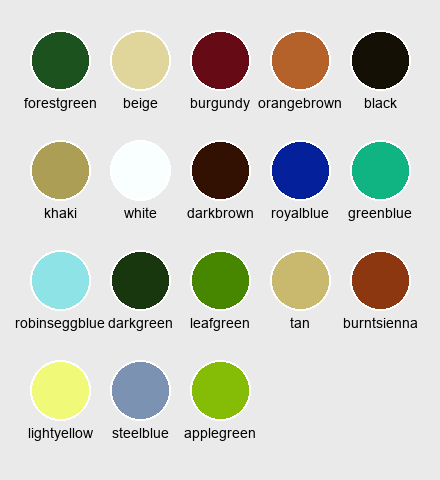 forestgreen beige burgundy orangebrown black
khaki white darkbrown royalblue greenblue
robinseggblue darkgreen leafgreen tan burntsienna
lightyellow steelblue applegreen